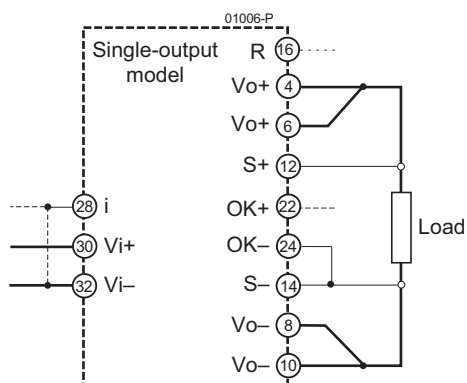 01006-P
Single-output
model
R 16
Vo+ 4
Vo+ 6
S+ 12
28 i
OK+ 22
30 Vi+
OK– 24
Load
32 Vi–
S– 14
Vo– 8
Vo– 10